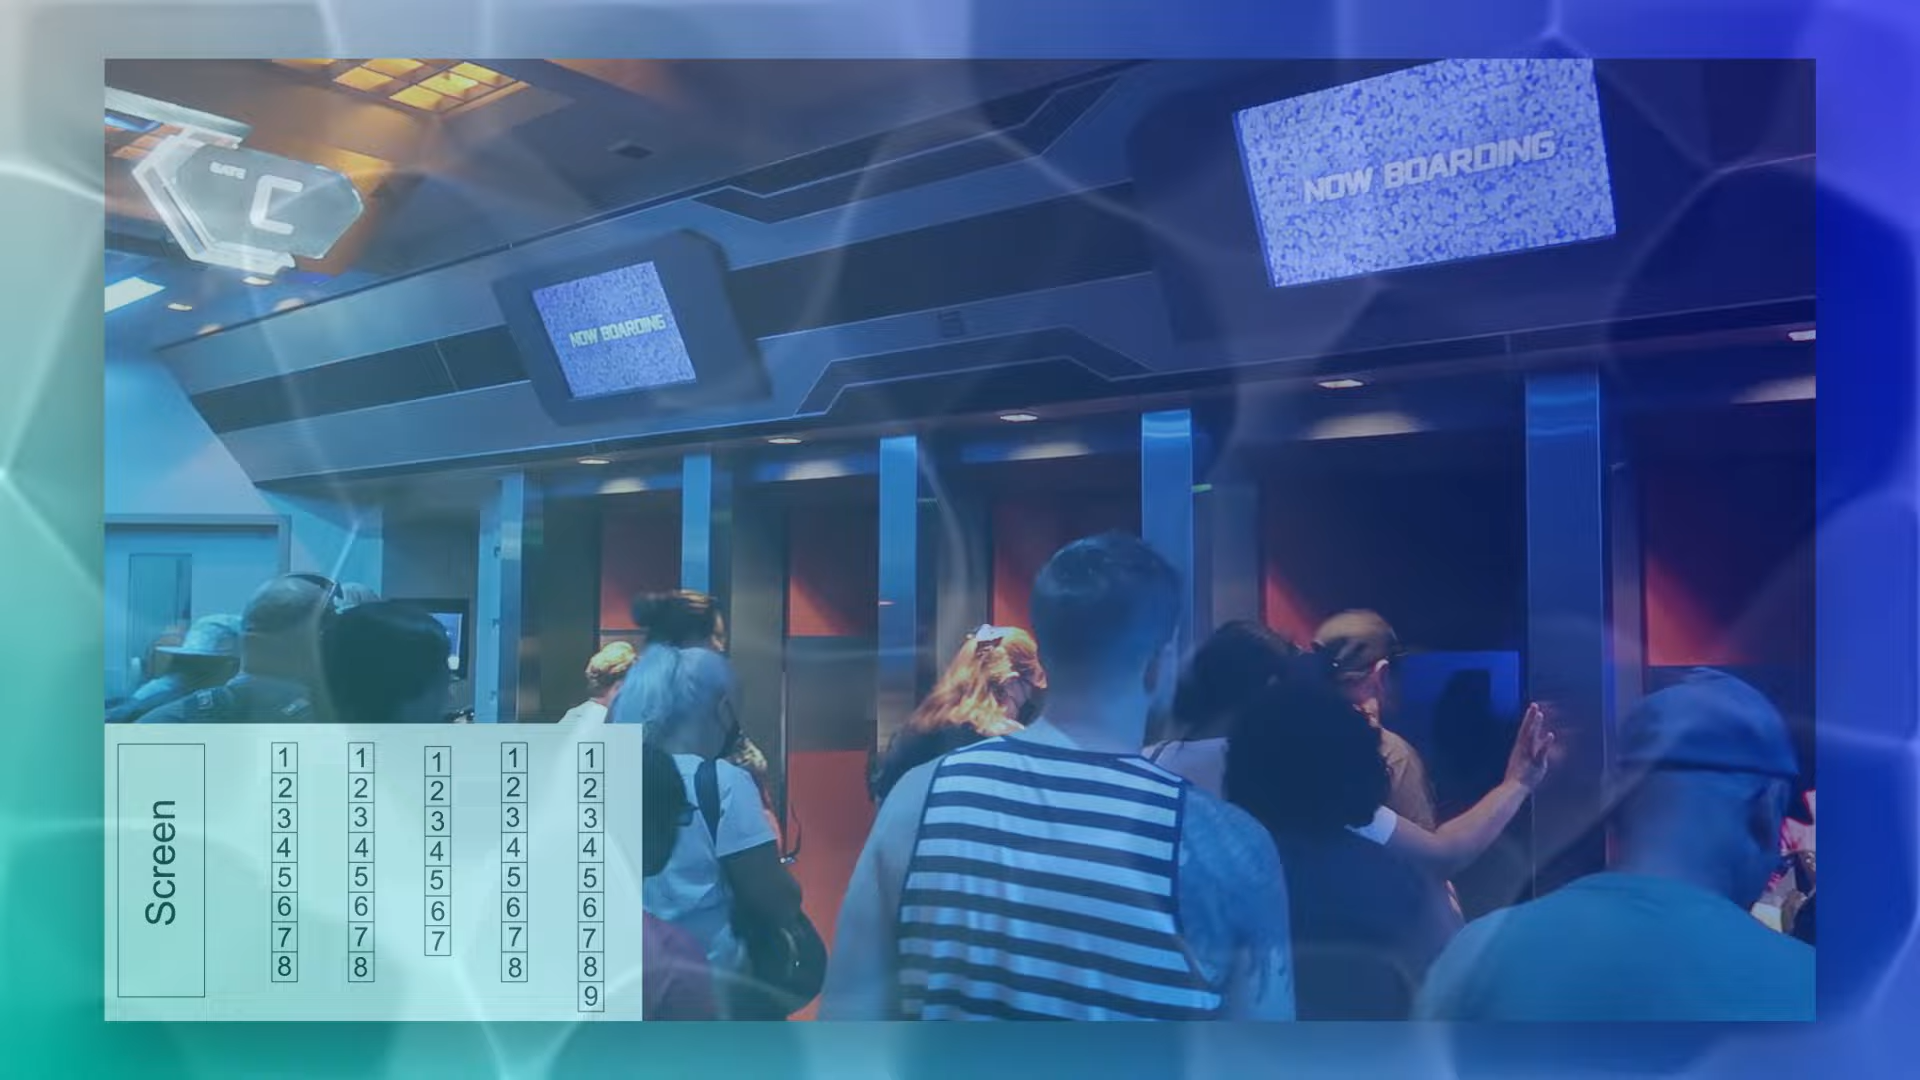 GATE
C
NOW BOARDING
NOW BOARDING
Screen
1 1 1 1 1
2 2 2 2 2
3 3 3 3 3
4 4 4 4 4
5 5 5 5 5
6 6 6 6 6
7 7 7 7 7
8 8 8 8
9